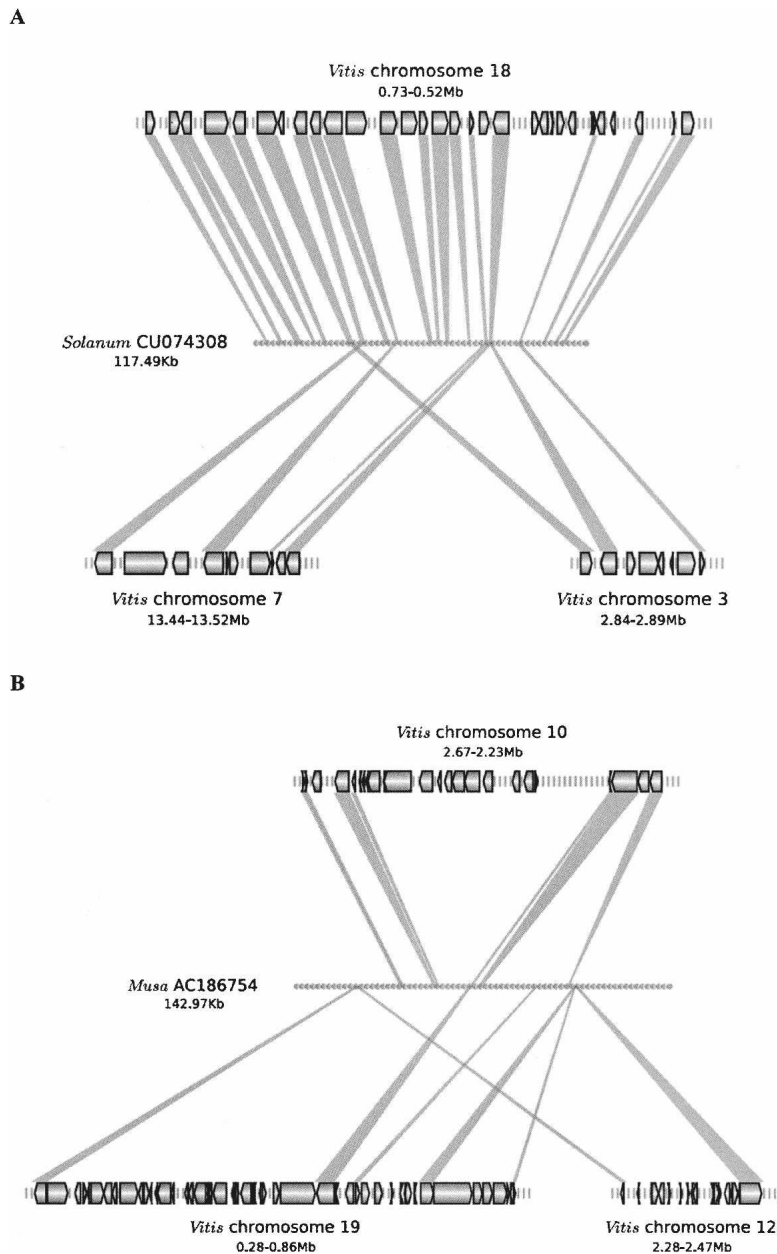 A
Vitis chromosome 18
0.73-0.52Mb
Solanum CU074308
117.49Kb
Vitis chromosome 7
13.44-13.52Mb
Vitis chromosome 3
2.84-2.89Mb
B
Vitis chromosome 10
2.67-2.23Mb
Musa AC186754
142.97Kb
Vitis chromosome 19
0.28-0.86Mb
Vitis chromosome 12
2.28-2.47Mb